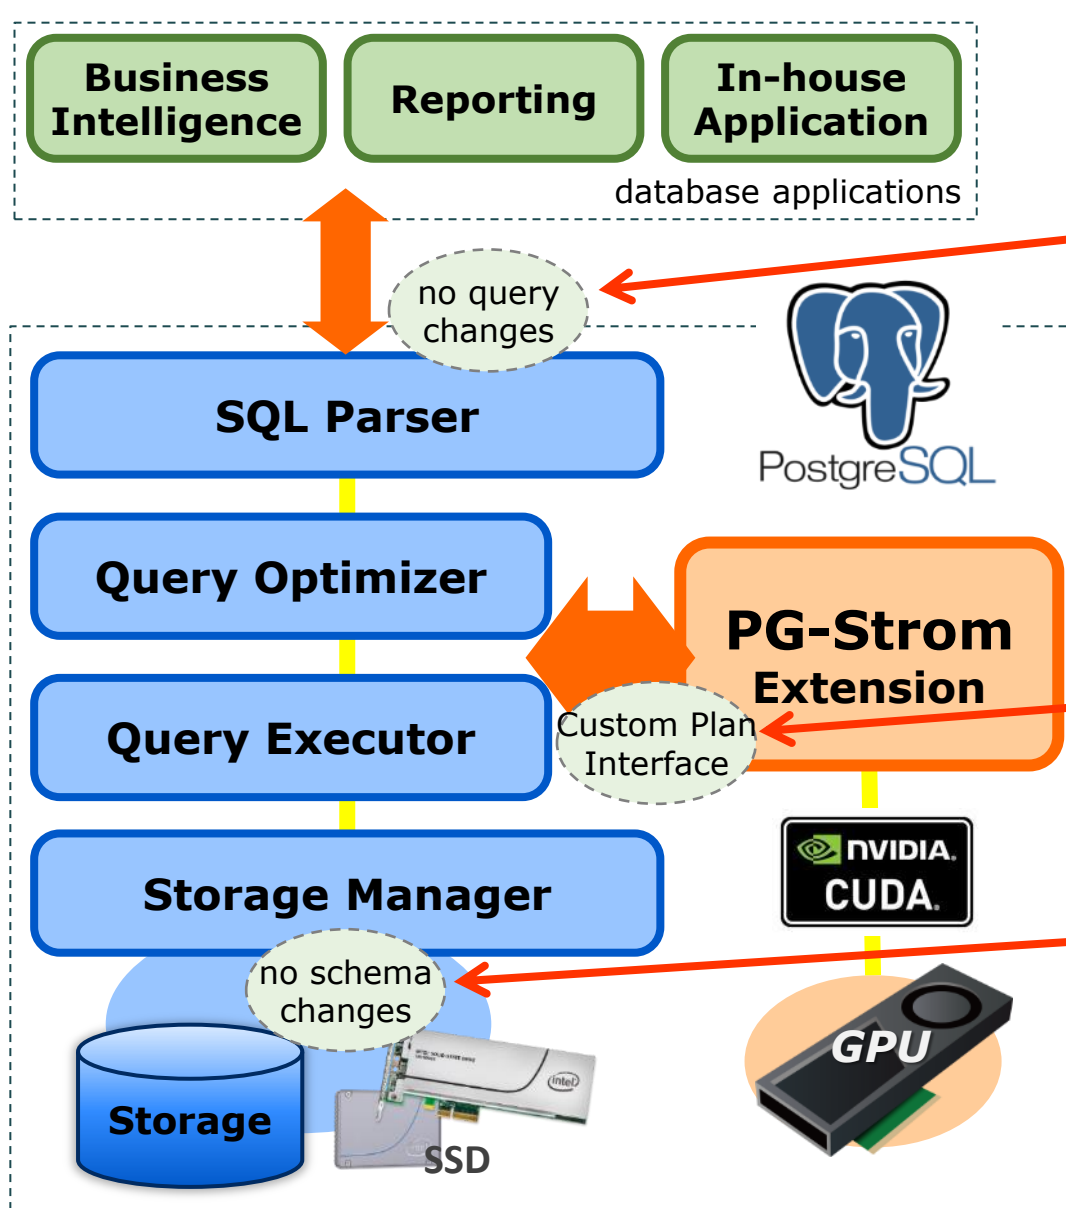 Business
Intelligence
Reporting
In-house
Application
database applications
no query
changes
SQL Parser
PostgreSQL
Query Optimizer
PG-Strom
Extension
Query Executor
Custom Plan
Interface
nVIDIA.
CUDA.
Storage Manager
no schema
changes
GPU
intel
Storage
SSD